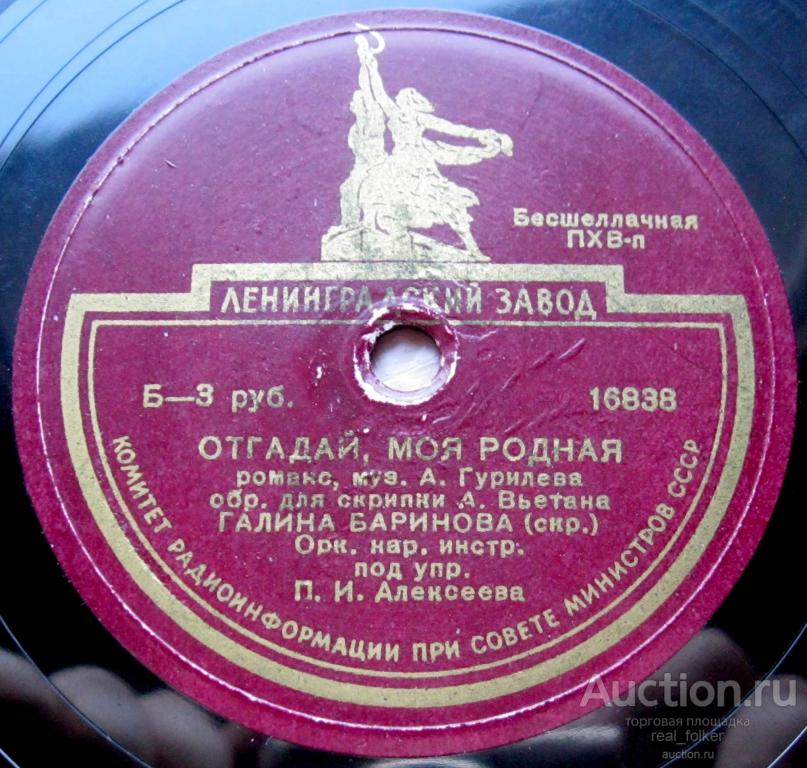 Бесшеллачная
ПХВ-п
ЛЕНИНГРАДСКИЙ ЗАВОД
Б—3 руб.
16838
ОТГАДАЙ, МОЯ РОДНАЯ
романс, муз. А. Гурилева
обр. для скрипки А. Вьетана
ГАЛИНА БАРИНОВА (скр.)
Орк. нар. инстр.
под упр.
П. И. Алексеева
КОМИТЕТ РАДИОИНФОРМАЦИИ ПРИ СОВЕТЕ МИНИСТРОВ СССР
Auction.ru
торговая площадка
real_folker
auction.ru